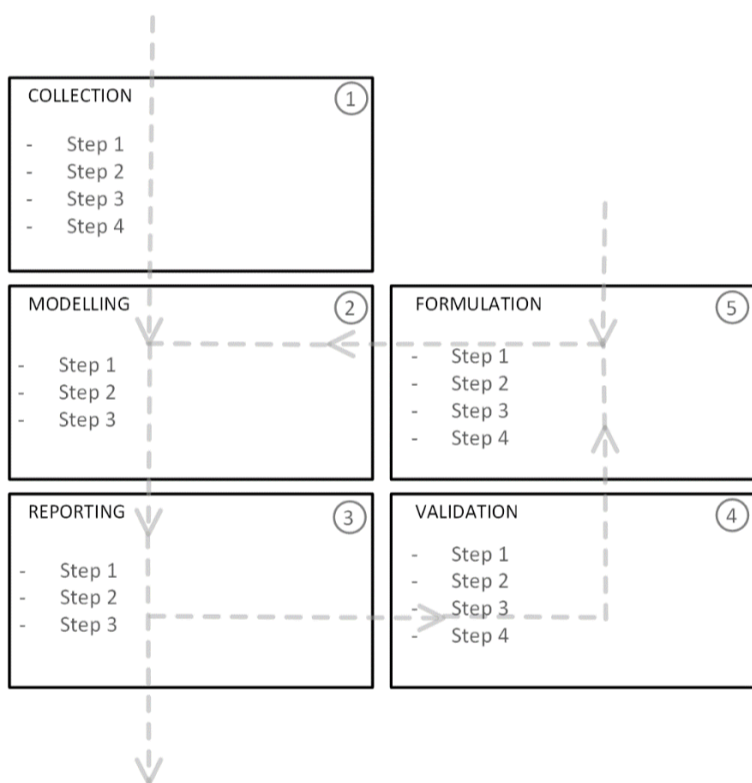 COLLECTION
1
- Step 1
- Step 2
- Step 3
- Step 4
MODELLING
2
- Step 1
- Step 2
- Step 3
REPORTING
3
- Step 1
- Step 2
- Step 3
VALIDATION
4
- Step 1
- Step 2
- Step 3
- Step 4
FORMULATION
5
- Step 1
- Step 2
- Step 3
- Step 4